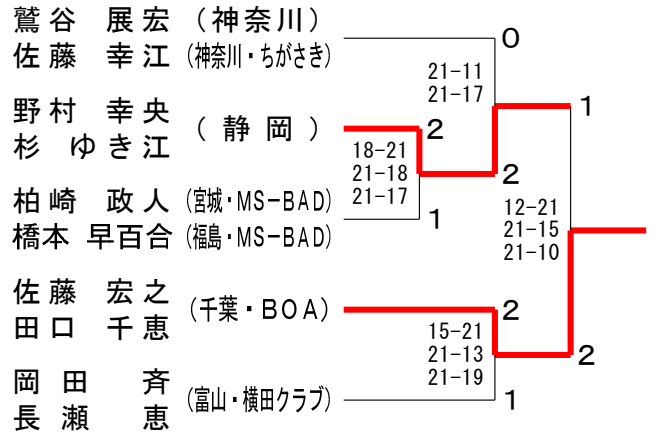 鷲谷 展宏 (神奈川)
佐藤 幸江 (神奈川・ちがさき)
0
21-11
21-17
1
野村 幸央
杉 ゆき江
(静岡)
2
18-21
21-18
21-17
2
柏崎 政人 (宮城・MS-BAD)
橋本 早百合 (福島・MS-BAD)
1
12-21
21-15
21-10
佐藤 宏之
田口 千恵
(千葉・BOA)
2
15-21
21-13
21-19
2
岡田 斉
長瀬 恵
(富山・横田クラブ)
1